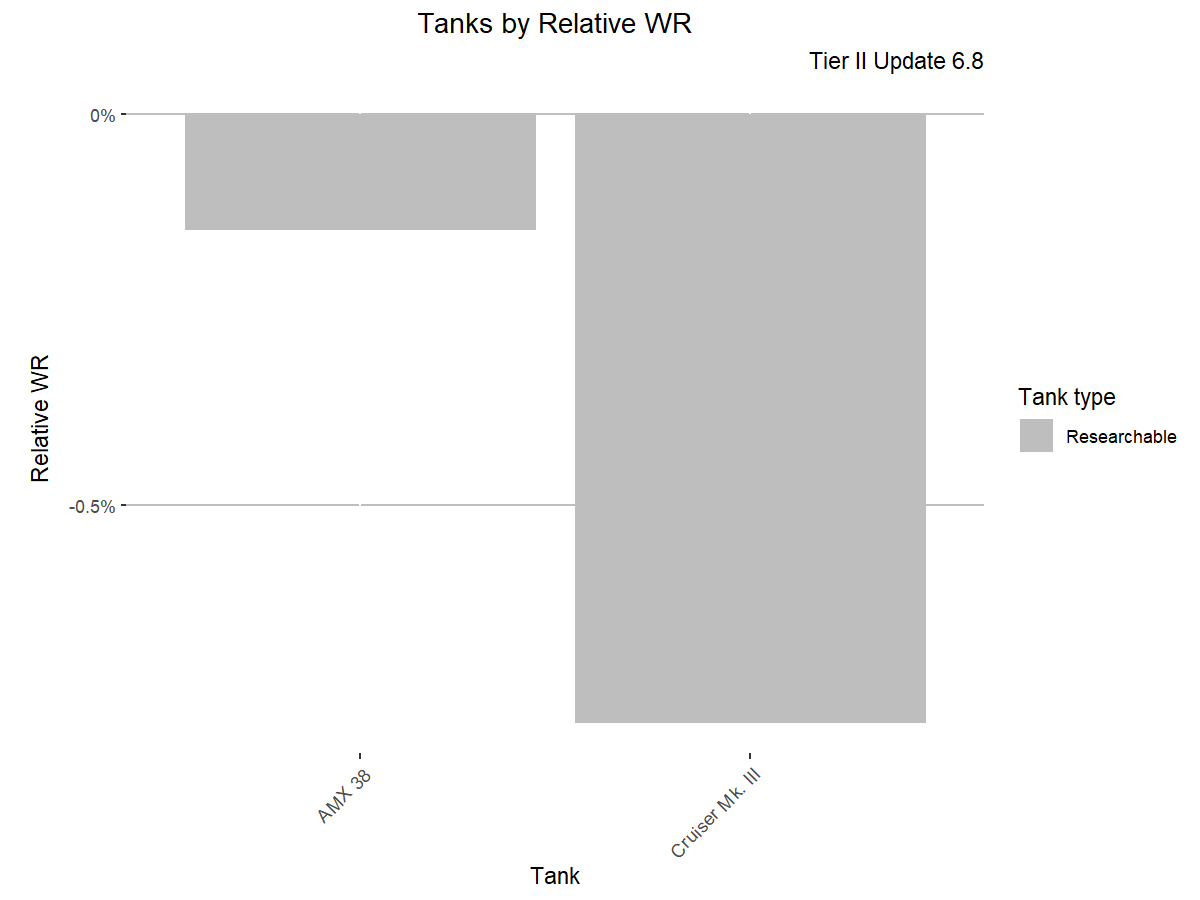 Tanks by Relative WR
Tier II Update 6.8
0%
-0.5%
Relative WR
AMX 38
Cruiser Mk. III
Tank
Tank type
Researchable